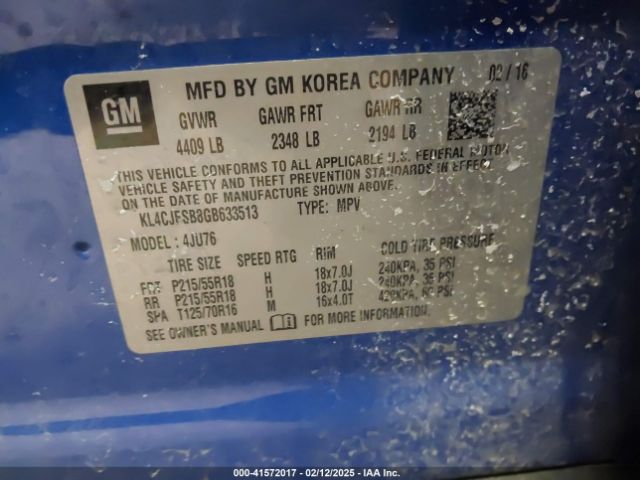 GM
MFD BY GM KOREA COMPANY 02/16
GVWR GAWR FRT GAWR RR
4409 LB 2348 LB 2194 LB
THIS VEHICLE CONFORMS TO ALL APPLICABLE U.S. FEDERAL MOTOR
VEHICLE SAFETY AND THEFT PREVENTION STANDARDS IN EFFECT
ON THE DATE OF MANUFACTURE SHOWN ABOVE.
KL4CJFSB8GB633513 TYPE: MPV
MODEL: 4JU76
TIRE SIZE SPEED RTG RIM COLD TIRE PRESSURE
FRT P215/55R18 H 18x7.0J 240KPA, 35 PSI
RR P215/55R18 H 18x7.0J 240KPA, 35 PSI
SPA T125/70R16 M 16x4.0T 420KPA, 60 PSI
SEE OWNER'S MANUAL FOR MORE INFORMATION.
000-41572017 - 02/12/2025 - IAA Inc.